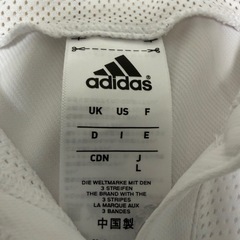 adidas
UK US F
D I E
CDN J
L
DIE WELTMARKE MIT DEN
3 STREIFEN
THE BRAND WITH THE
3 STRIPES
LA MARQUE AUX
3 BANDES
中国製